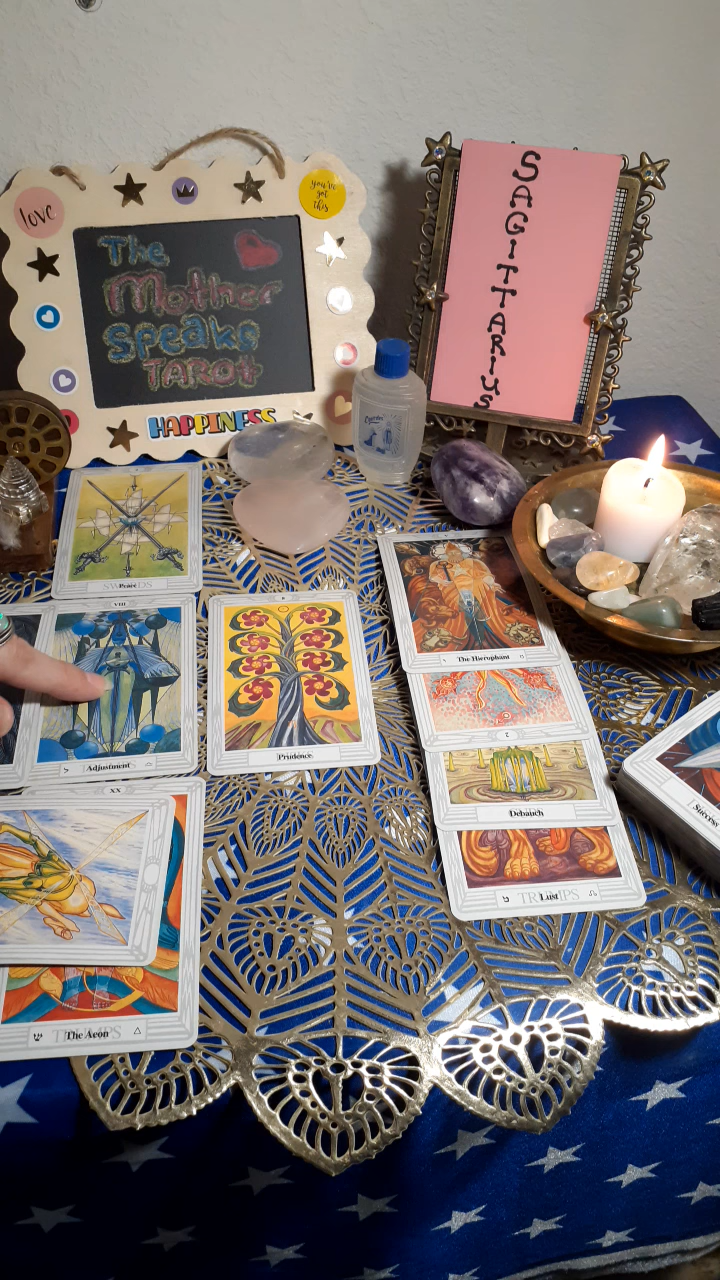 love
you've
got
this
The
Mother
Speaks
TAROT
HAPPINESS
SAGITTARIUS
Peace
VIII
Adjustment
Prudence
The Hierophant
2
Debauch
TRUMPS
Lust
XX
TRUMPS
The Aeon
Success